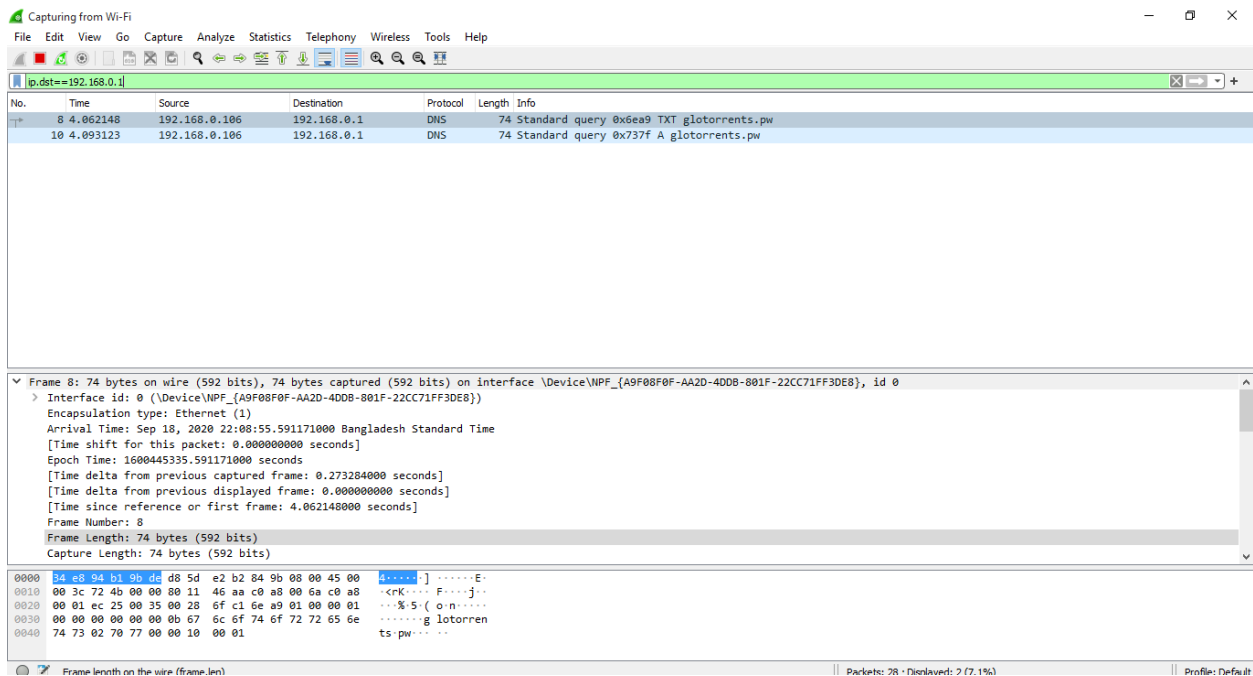 Capturing from Wi-Fi
File Edit View Go Capture Analyze Statistics Telephony Wireless Tools Help
ip.dst==192.168.0.1
No. Time Source Destination Protocol Length Info
8 4.062148 192.168.0.106 192.168.0.1 DNS 74 Standard query 0x6ea9 TXT glotorrents.pw
10 4.093123 192.168.0.106 192.168.0.1 DNS 74 Standard query 0x737f A glotorrents.pw
Frame 8: 74 bytes on wire (592 bits), 74 bytes captured (592 bits) on interface \Device\NPF_{A9F08F0F-AA2D-4DDB-801F-22CC71FF3DE8}, id 0
Interface id: 0 (\Device\NPF_{A9F08F0F-AA2D-4DDB-801F-22CC71FF3DE8})
Encapsulation type: Ethernet (1)
Arrival Time: Sep 18, 2020 22:08:55.591171000 Bangladesh Standard Time
[Time shift for this packet: 0.000000000 seconds]
Epoch Time: 1600445335.591171000 seconds
[Time delta from previous captured frame: 0.273284000 seconds]
[Time delta from previous displayed frame: 0.000000000 seconds]
[Time since reference or first frame: 4.062148000 seconds]
Frame Number: 8
Frame Length: 74 bytes (592 bits)
Capture Length: 74 bytes (592 bits)
0000 34 e8 94 b1 9b de d8 5d e2 b2 84 9b 08 00 45 00 4·····] ······E·
0010 00 3c 72 4b 00 00 80 11 46 aa c0 a8 00 6a c0 a8 ·<rK···· F····j··
0020 00 01 ec 25 00 35 00 28 6f c1 6e a9 01 00 00 01 ···%·5·( o·n·····
0030 00 00 00 00 00 00 0b 67 6c 6f 74 6f 72 72 65 6e ·······g lotorren
0040 74 73 02 70 77 00 00 10 00 01 ts·pw··· ··
Frame length on the wire (frame.len) Packets: 28 · Displayed: 2 (7.1%) Profile: Default